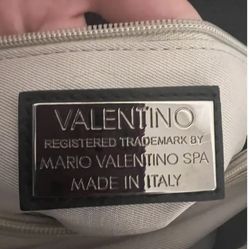 VALENTINO
REGISTERED TRADEMARK BY
MARIO VALENTINO SPA
MADE IN ITALY